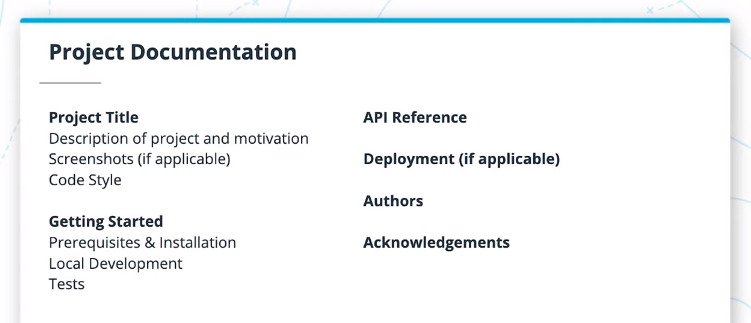 Project Documentation
Project Title
Description of project and motivation
Screenshots (if applicable)
Code Style
Getting Started
Prerequisites & Installation
Local Development
Tests
API Reference
Deployment (if applicable)
Authors
Acknowledgements